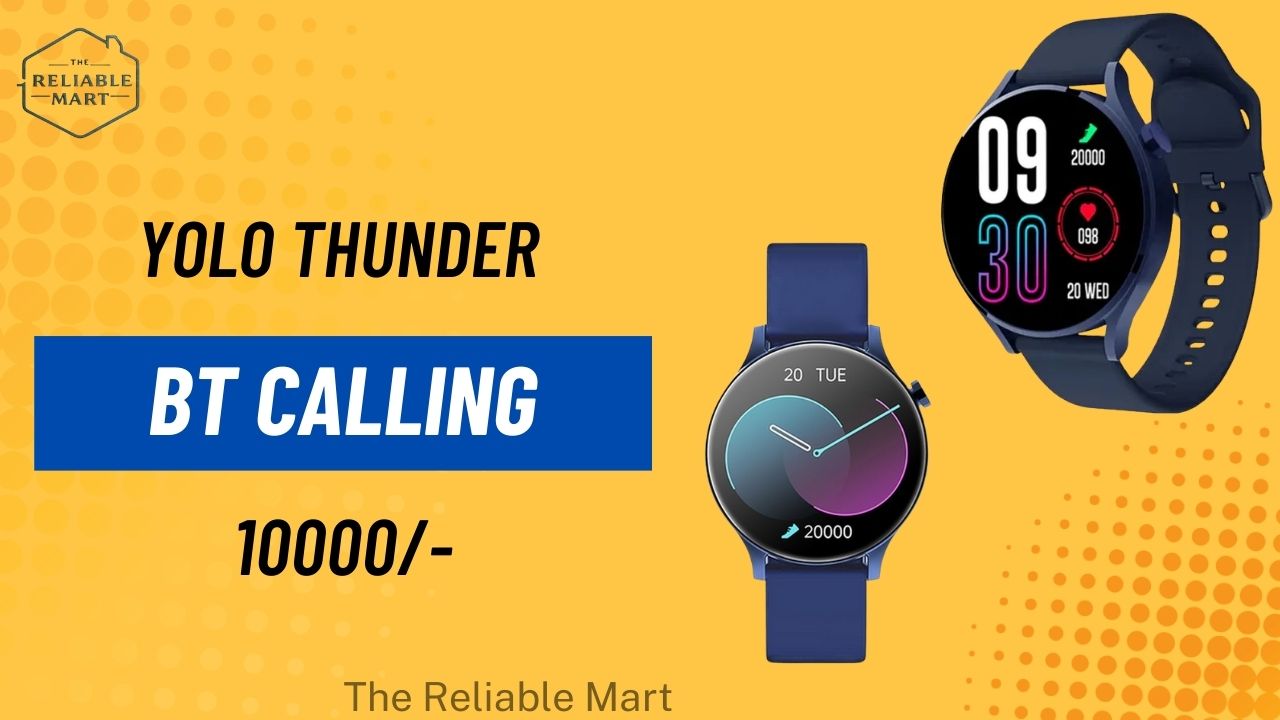 THE
RELIABLE
MART
YOLO THUNDER
BT CALLING
10000/-
09
30
20000
098
20 WED
20 TUE
20000
The Reliable Mart